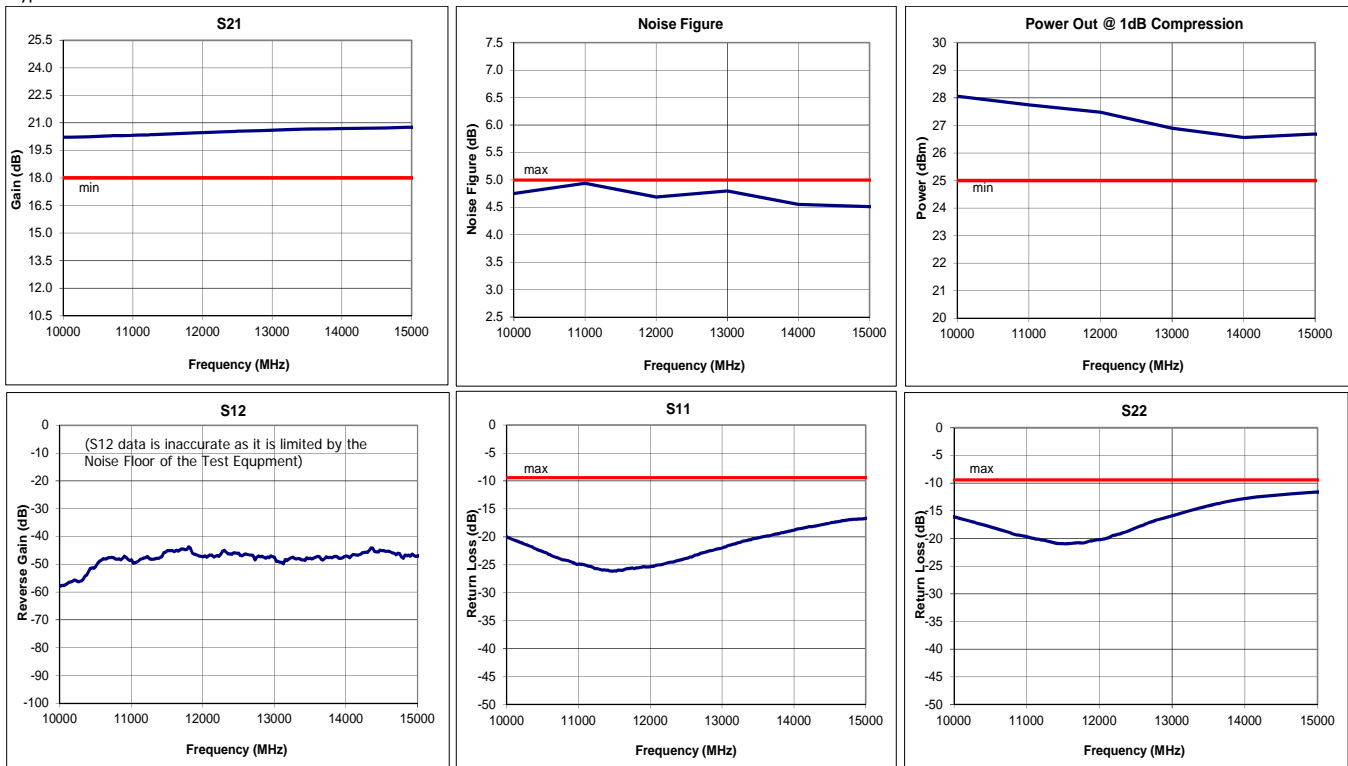 S21
Gain (dB)
25.5
24.0
22.5
21.0
19.5
18.0
16.5
15.0
13.5
12.0
10.5
min
10000 11000 12000 13000 14000 15000
Frequency (MHz)
Noise Figure
Noise Figure (dB)
7.5
7.0
6.5
6.0
5.5
5.0
4.5
4.0
3.5
3.0
2.5
max
10000 11000 12000 13000 14000 15000
Frequency (MHz)
Power Out @ 1dB Compression
Power (dBm)
30
29
28
27
26
25
24
23
22
21
20
min
10000 11000 12000 13000 14000 15000
Frequency (MHz)
S12
(S12 data is inaccurate as it is limited by the
Noise Floor of the Test Equpment)
Reverse Gain (dB)
0
-10
-20
-30
-40
-50
-60
-70
-80
-90
-100
10000 11000 12000 13000 14000 15000
Frequency (MHz)
S11
Return Loss (dB)
0
-5
-10
-15
-20
-25
-30
-35
-40
-45
-50
max
10000 11000 12000 13000 14000 15000
Frequency (MHz)
S22
Return Loss (dB)
0
-5
-10
-15
-20
-25
-30
-35
-40
-45
-50
max
10000 11000 12000 13000 14000 15000
Frequency (MHz)